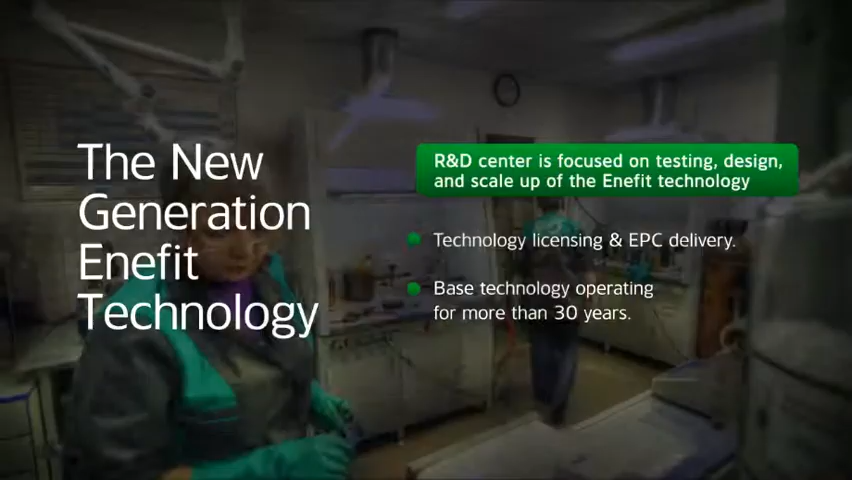 The New
Generation
Enefit
Technology
R&D center is focused on testing, design,
and scale up of the Enefit technology
Technology licensing & EPC delivery.
Base technology operating
for more than 30 years.